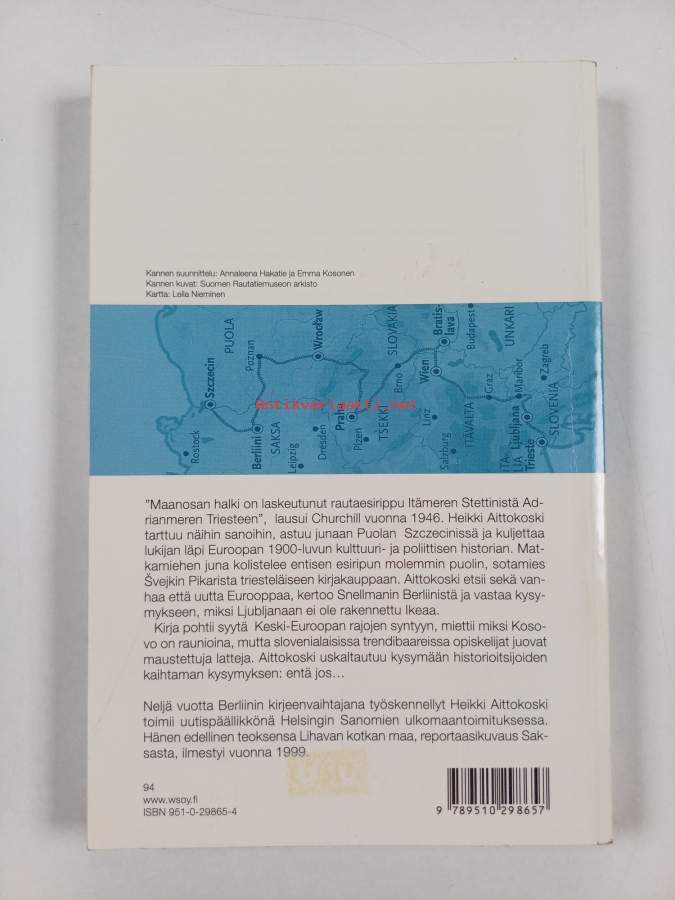 Kannen suunnittelu: Annaleena Hakatie ja Emma Kosonen
Kannen kuvat: Suomen Rautatiemuseon arkisto
Kartta: Leila Nieminen
Rostock
Szczecin
PUOLA
Berliini
Poznan
SAKSA
Leipzig
Dresden
Wrocław
Praha
Plzen
TŠEKKI
Brno
SLOVAKIA
Linz
Wien
Bratis-
lava
Budapest
Salzburg
ITÄVALTA
Graz
UNKARI
ITA-
LIA
Ljubljana
Maribor
Trieste
SLOVENIA
Zagreb
Antikvariaatti.net
"Maanosan halki on laskeutunut rautaesirippu Itämeren Stettinistä Ad-
rianmeren Triesteen", lausui Churchill vuonna 1946. Heikki Aittokoski
tarttuu näihin sanoihin, astuu junaan Puolan Szczecinissä ja kuljettaa
lukijan läpi Euroopan 1900-luvun kulttuuri- ja poliittisen historian. Mat-
kamiehen juna kolistelee entisen esiripun molemmin puolin, sotamies
Švejkin Pikarista triesteläiseen kirjakauppaan. Aittokoski etsii sekä van-
haa että uutta Eurooppaa, kertoo Snellmanin Berliinistä ja vastaa kysy-
mykseen, miksi Ljubljanaan ei ole rakennettu Ikeaa.
Kirja pohtii syytä Keski-Euroopan rajojen syntyyn, miettii miksi Koso-
vo on raunioina, mutta slovenialaisissa trendibaareissa opiskelijat juovat
maustettuja latteja. Aittokoski uskaltautuu kysymään historioitsijoiden
kaihtaman kysymyksen: entä jos...
Neljä vuotta Berliinin kirjeenvaihtajana työskennellyt Heikki Aittokoski
toimii uutispäällikkönä Helsingin Sanomien ulkomaantoimituksessa.
Hänen edellinen teoksensa Lihavan kotkan maa, reportaasikuvaus Sak-
sasta, ilmestyi vuonna 1999.
94
www.wsoy.fi
ISBN 951-0-29865-4
9 789510 298657